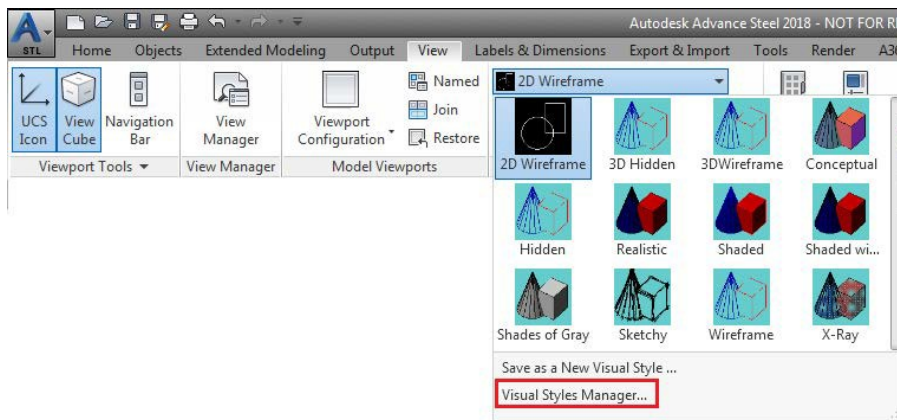 Autodesk Advance Steel 2018 - NOT FOR
STL
Home Objects Extended Modeling Output View Labels & Dimensions Export & Import Tools Render
UCS Icon
View Cube
Navigation Bar
View Manager
Viewport Configuration
Named
Join
Restore
Viewport Tools
View Manager
Model Viewports
2D Wireframe
2D Wireframe 3D Hidden 3DWireframe Conceptual
Hidden Realistic Shaded Shaded wi...
Shades of Gray Sketchy Wireframe X-Ray
Save as a New Visual Style ...
Visual Styles Manager...